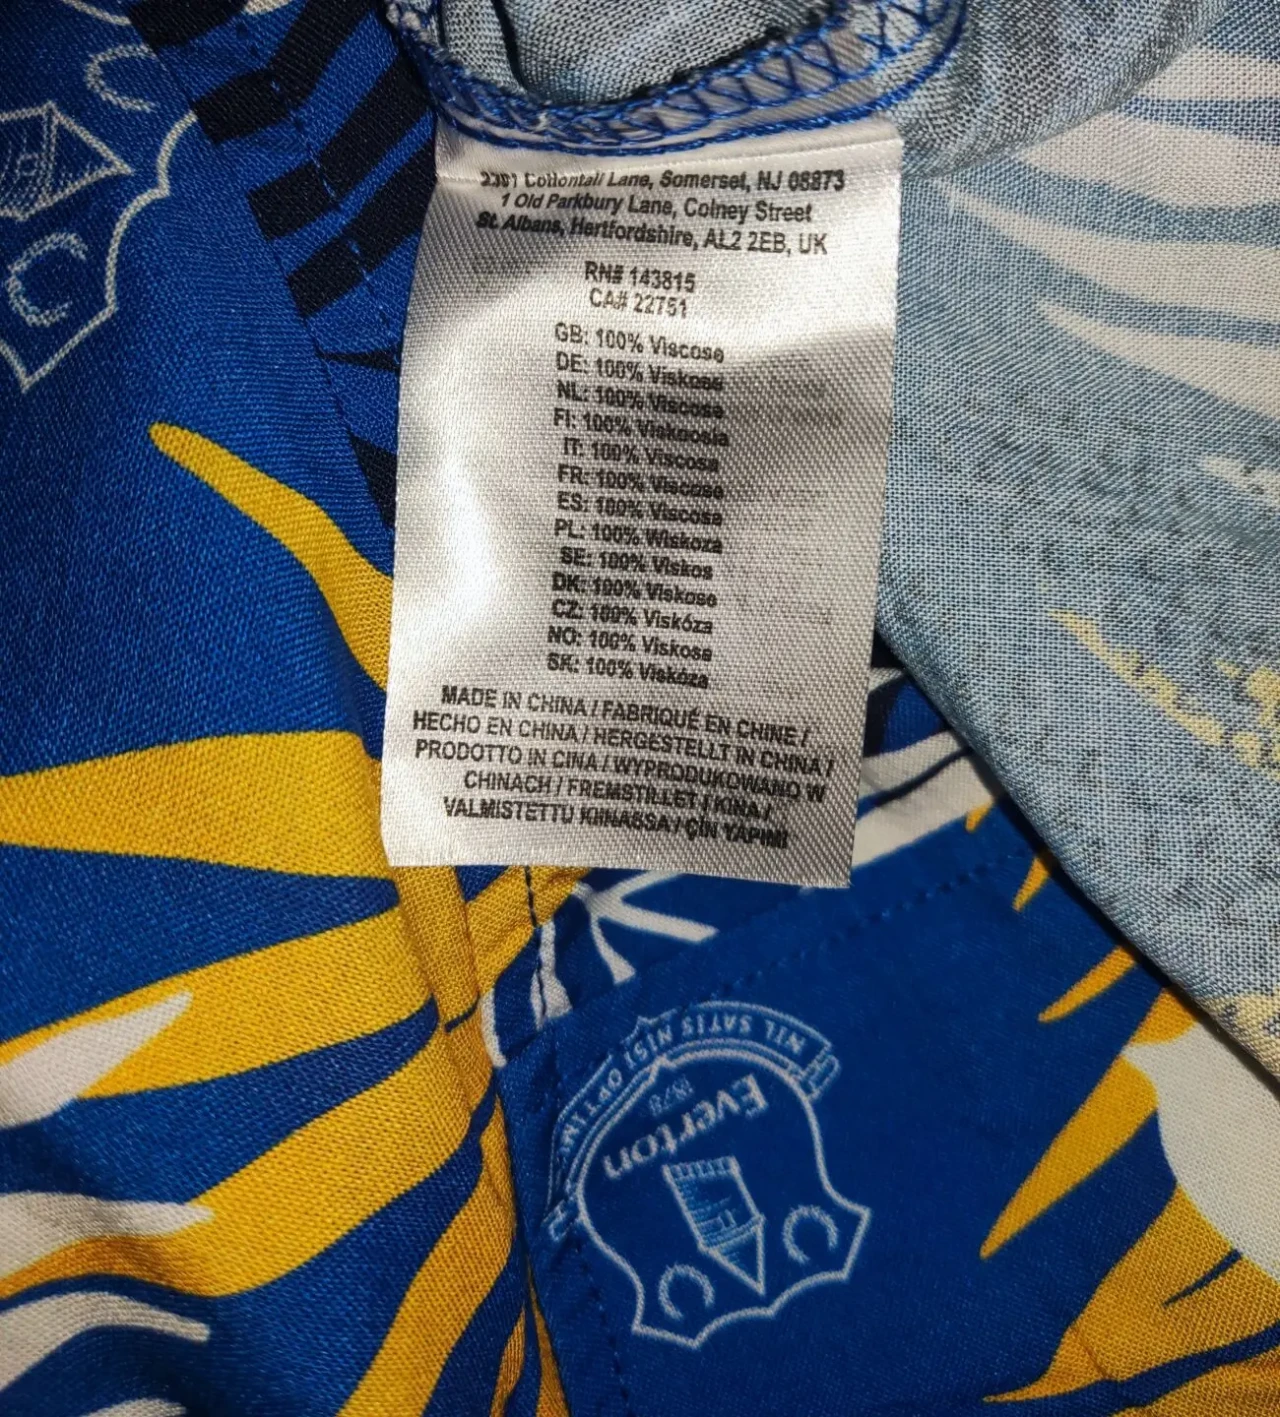 Cottontail Lane, Somerset, NJ 08873
1 Old Parkbury Lane, Colney Street
St. Albans, Hertfordshire, AL2 2EB, UK
RN# 143815
CA# 22751
GB: 100% Viscose
DE: 100% Viskose
NL: 100% Viscosa
FI: 100% Viskoosia
IT: 100% Viscosa
FR: 100% Viscose
ES: 100% Viscosa
PL: 100% Wiskoza
SE: 100% Viskos
DK: 100% Viskose
CZ: 100% Viskóza
NO: 100% Viskose
SK: 100% Viskóza
MADE IN CHINA / FABRIQUÉ EN CHINE /
HECHO EN CHINA / HERGESTELLT IN CHINA /
PRODOTTO IN CINA / WYPRODUKOWANO W
CHINACH / FREMSTILLET I KINA /
VALMISTETTU KIINASSA / ÇİN YAPIMI
NIL SATIS NISI
Everton
1878